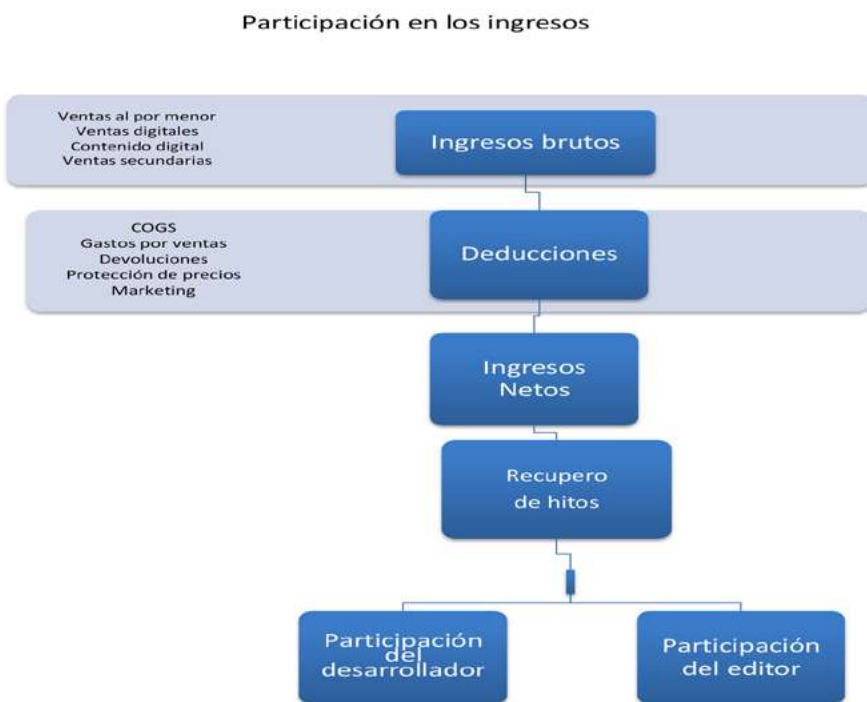 Participación en los ingresos
Ventas al por menor
Ventas digitales
Contenido digital
Ventas secundarias
Ingresos brutos
COGS
Gastos por ventas
Devoluciones
Protección de precios
Marketing
Deducciones
Ingresos
Netos
Recupero
de hitos
Participación
del
desarrollador
Participación
del editor